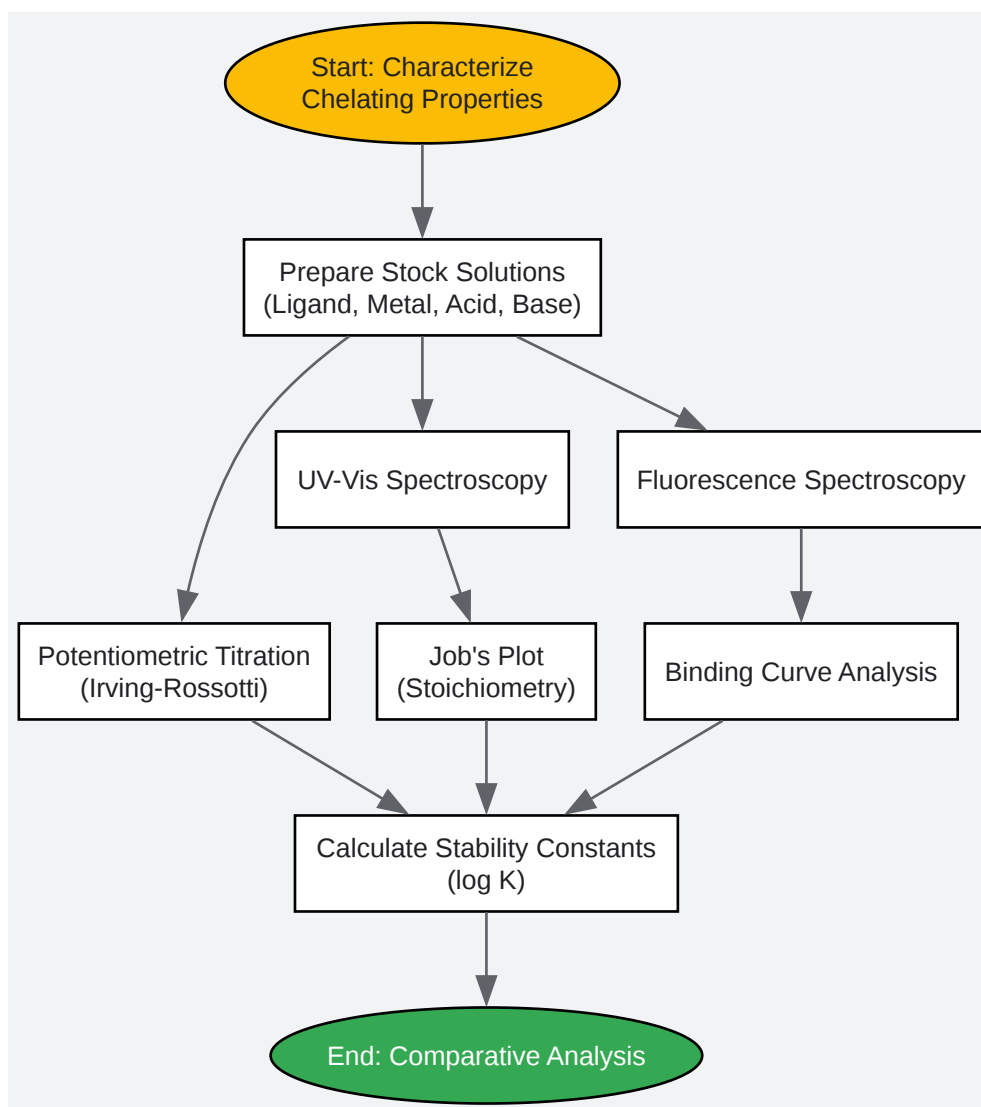 Start: Characterize
Chelating Properties
Prepare Stock Solutions
(Ligand, Metal, Acid, Base)
UV-Vis Spectroscopy
Fluorescence Spectroscopy
Potentiometric Titration
(Irving-Rossotti)
Job's Plot
(Stoichiometry)
Binding Curve Analysis
Calculate Stability Constants
(log K)
End: Comparative Analysis